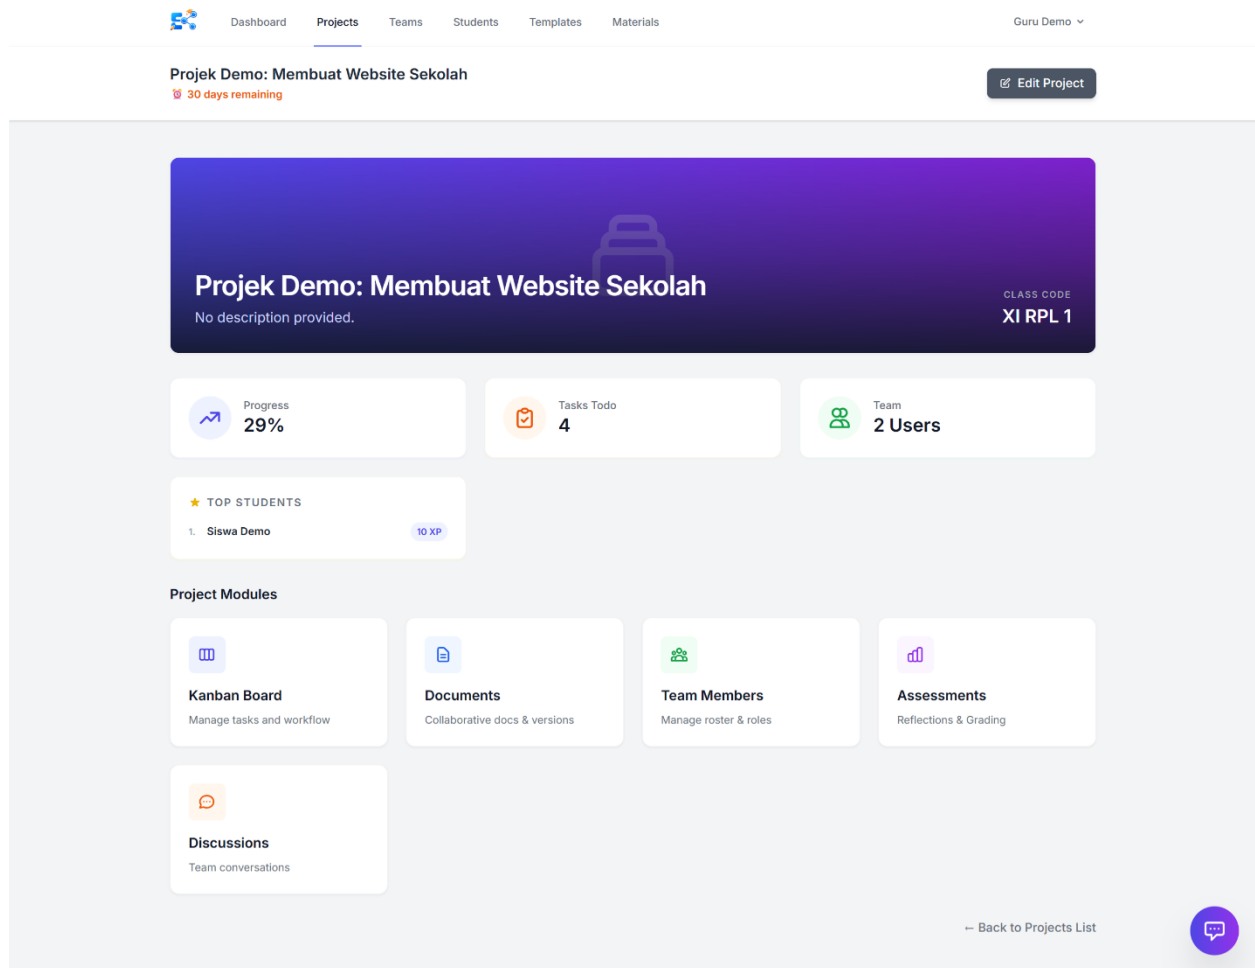 Dashboard Projects Teams Students Templates Materials Guru Demo
Projek Demo: Membuat Website Sekolah
30 days remaining
Edit Project
Projek Demo: Membuat Website Sekolah
No description provided.
CLASS CODE
XI RPL 1
Progress
29%
Tasks Todo
4
Team
2 Users
TOP STUDENTS
1. Siswa Demo 10 XP
Project Modules
Kanban Board
Manage tasks and workflow
Documents
Collaborative docs & versions
Team Members
Manage roster & roles
Assessments
Reflections & Grading
Discussions
Team conversations
← Back to Projects List